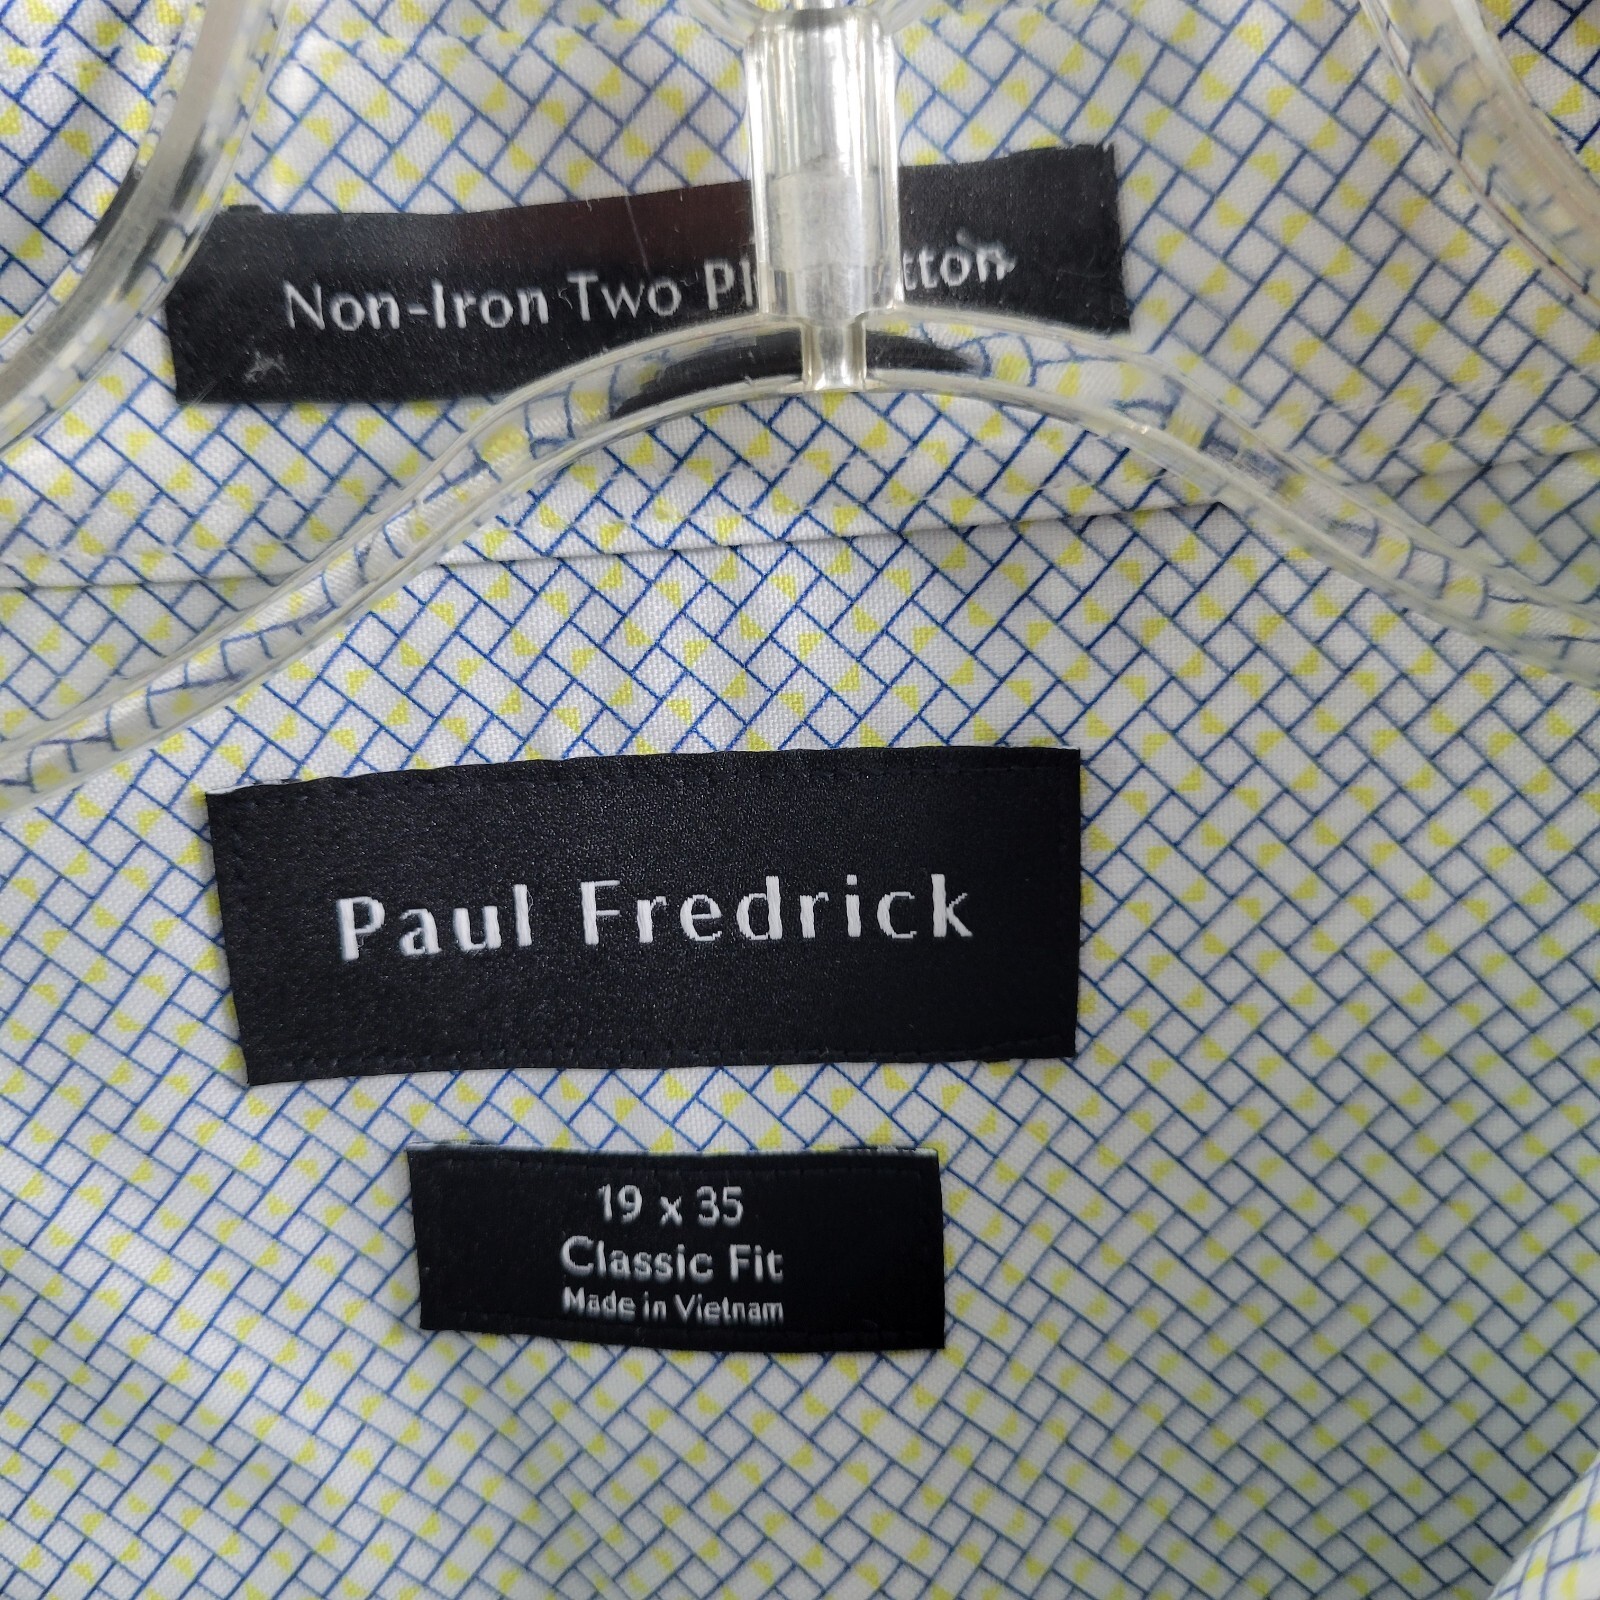 Non-Iron Two
Paul Fredrick
19 x 35
Classic Fit
Made in Vietnam